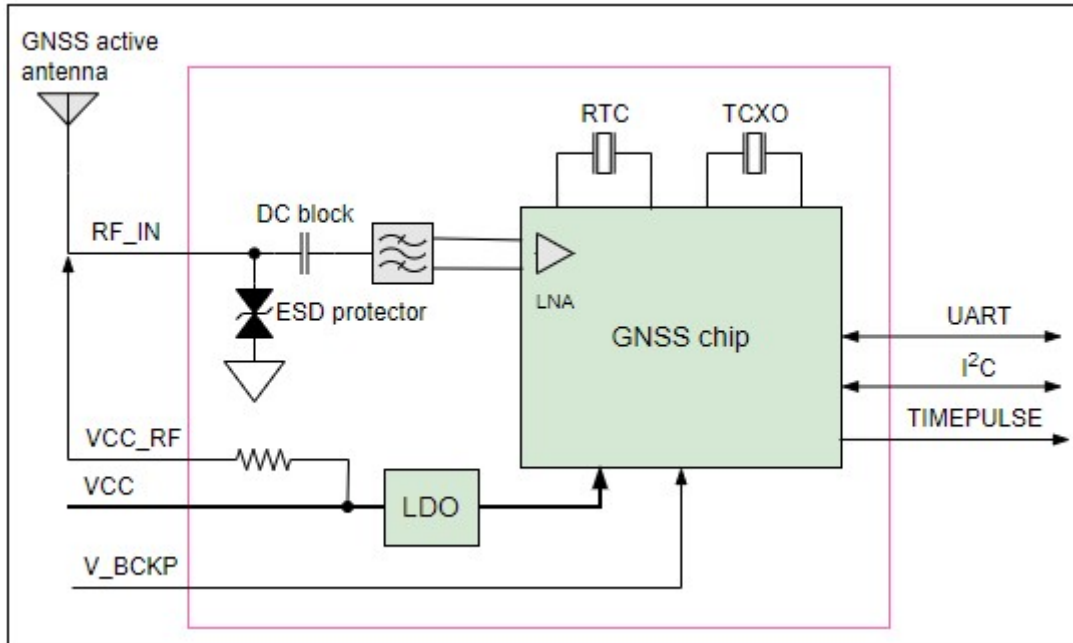 GNSS active
antenna
RTC
TCXO
DC block
RF_IN
LNA
ESD protector
GNSS chip
UART
I²C
TIMEPULSE
VCC_RF
VCC
LDO
V_BCKP